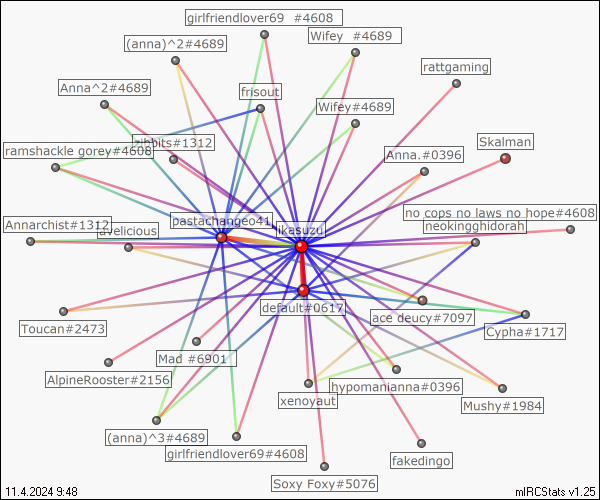 girlfriendlover69  #4608
Wifey  #4689
(anna)^2#4689
rattgaming
Anna^2#4689
frisout
Wifey#4689
zibbits#1312
Skalman
ramshackle gorey#4608
Anna.#0396
no cops no laws no hope#4608
Annarchist#1312
avelicious
pastachange041
ikasuzu
neokingghidorah
default#0617
ace deucy#7097
Toucan#2473
Cypha#1717
Mad #6901
AlpineRooster#2156
hypomanianna#0396
xenoyaut
Mushy#1984
(anna)^3#4689
girlfriendlover69#4608
fakedingo
Soxy Foxy#5076
11.4.2024 9:48
mIRCStats v1.25